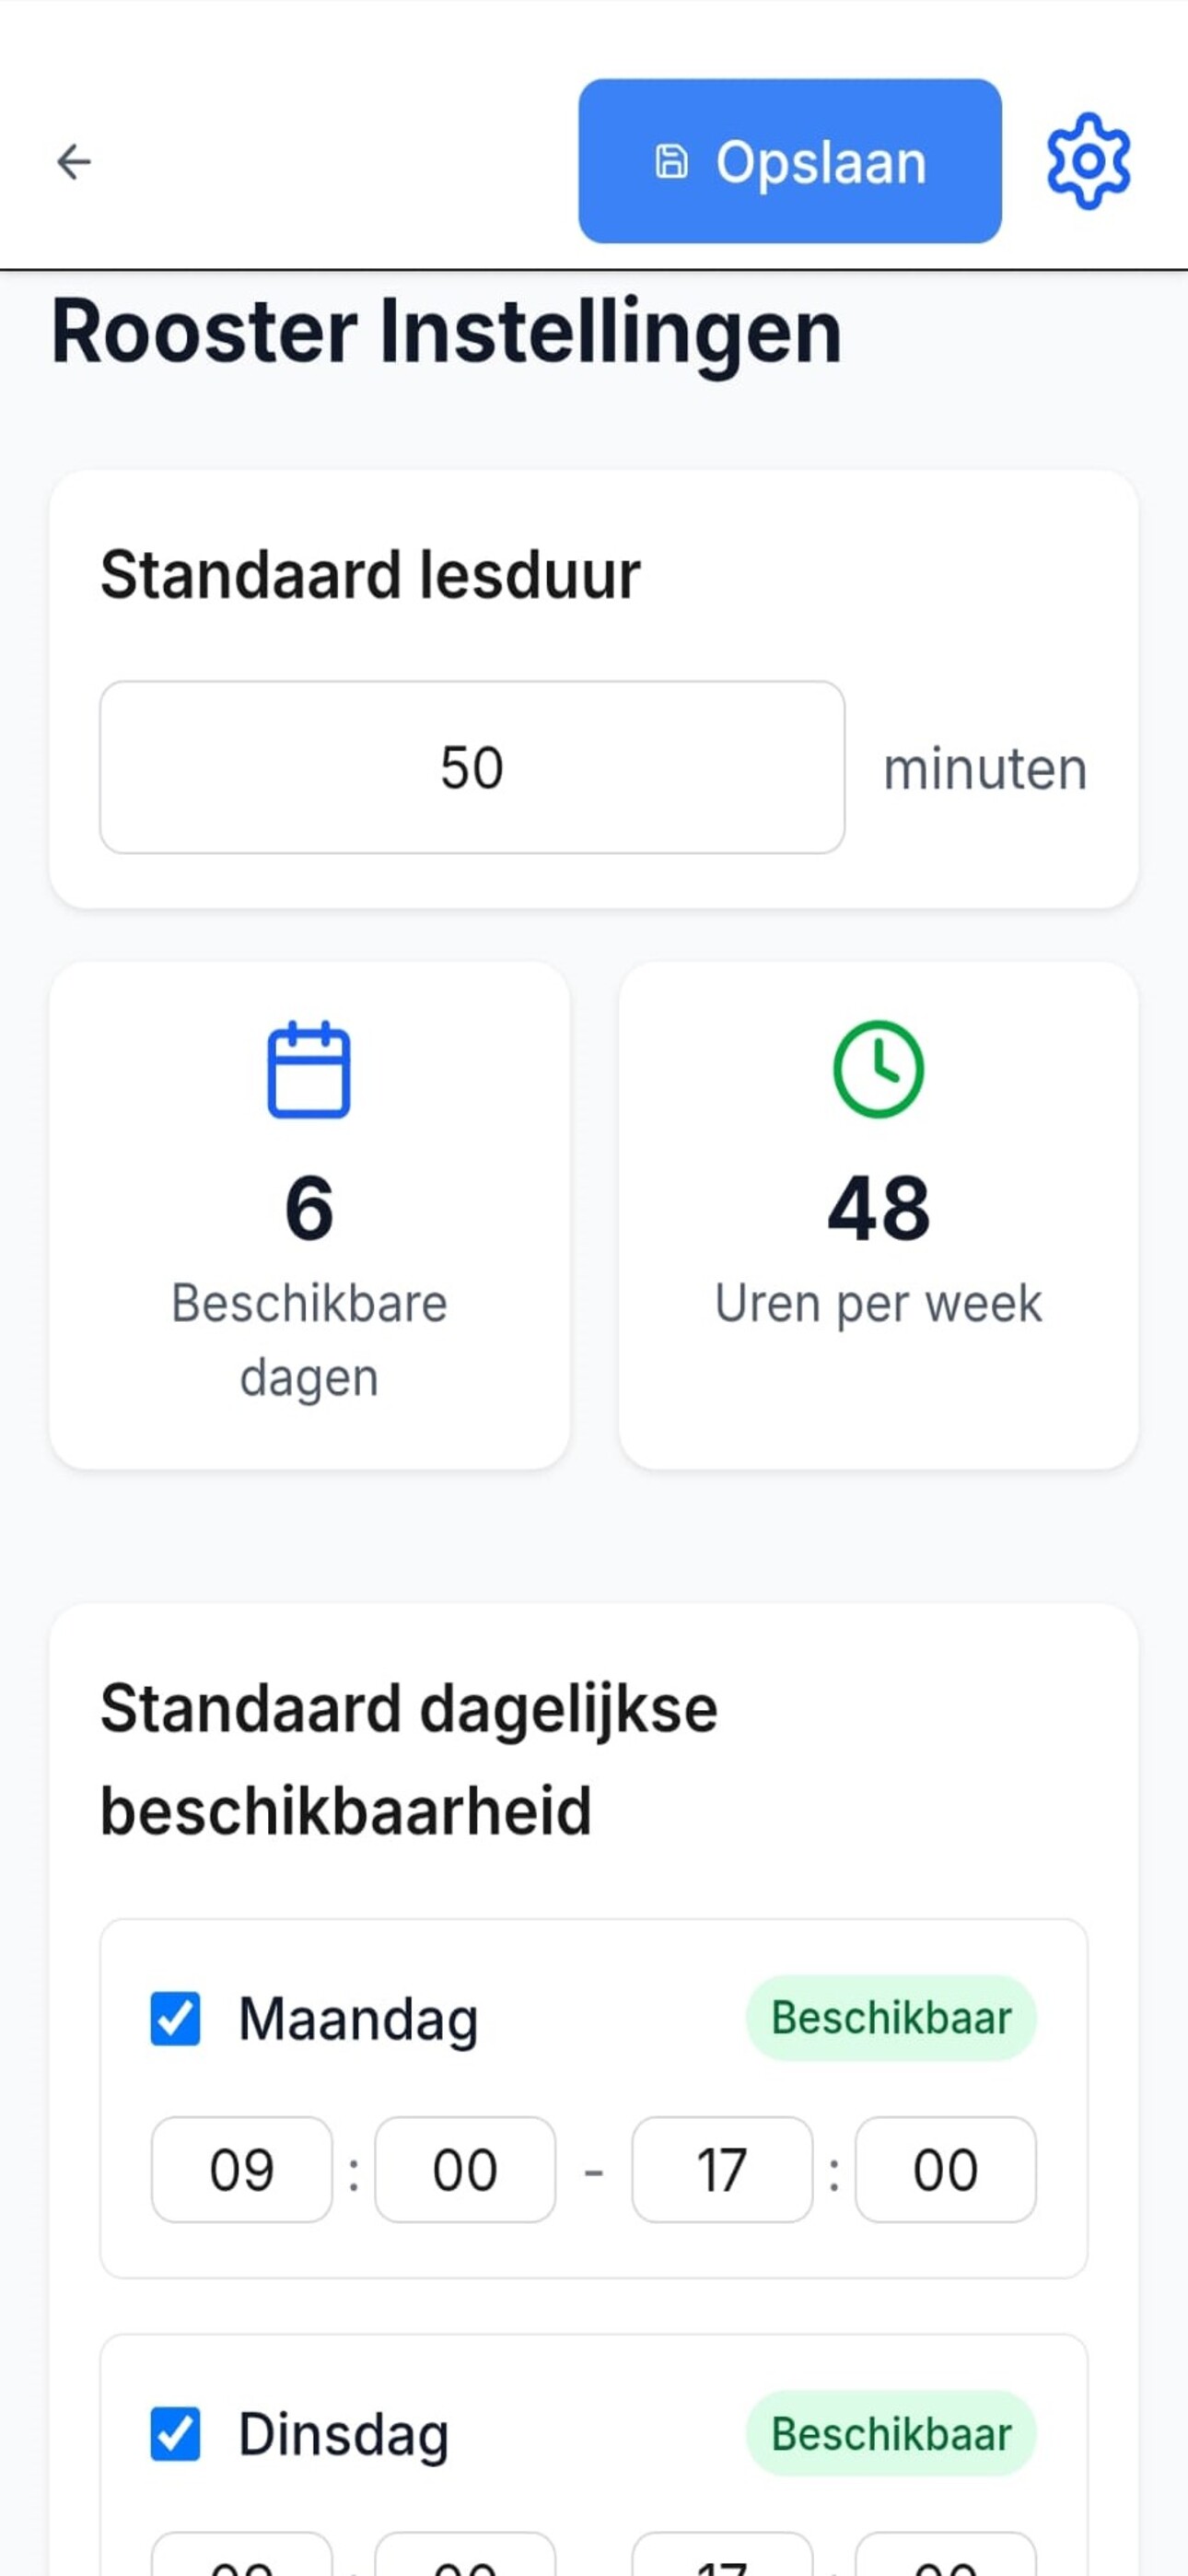 Opslaan
Rooster Instellingen
Standaard lesduur
50 minuten
6
Beschikbare
dagen
48
Uren per week
Standaard dagelijkse
beschikbaarheid
Maandag Beschikbaar
09 : 00 - 17 : 00
Dinsdag Beschikbaar